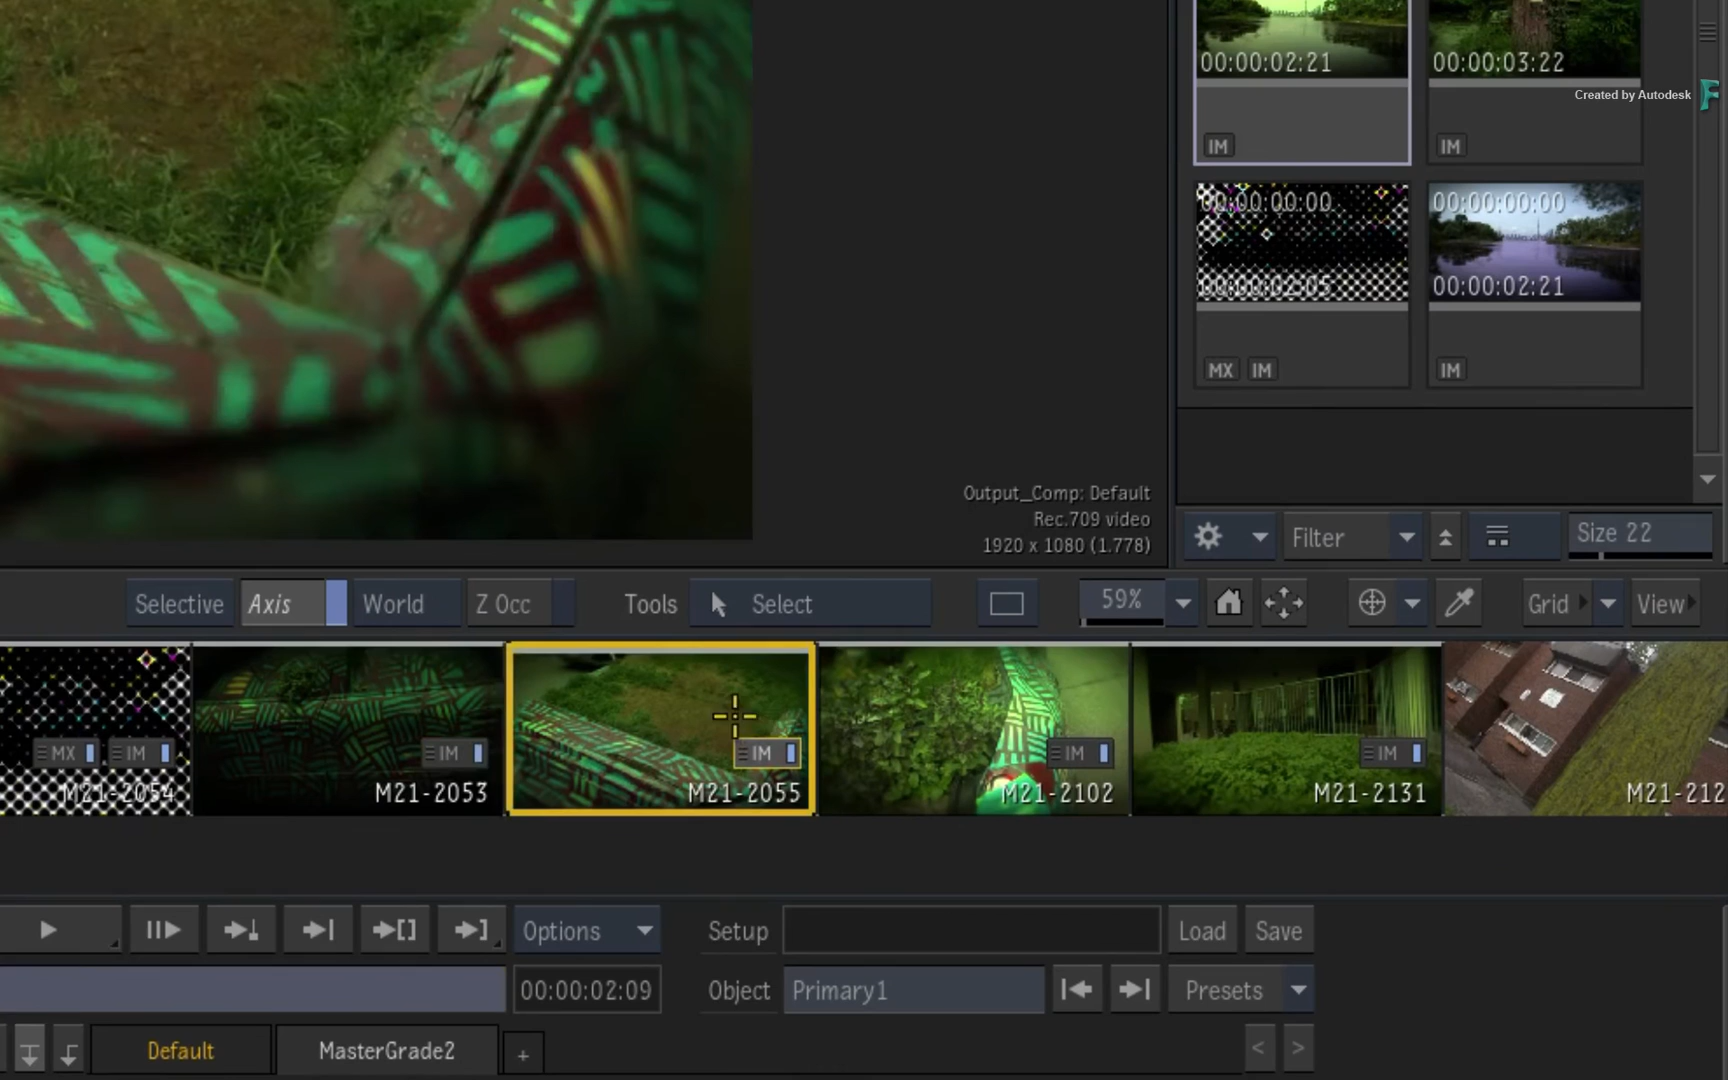 00:00:02:21
00:00:03:22
Created by Autodesk
IM
IM
00:00:00:00
00:00:00:00
00:00:02:05
00:00:02:21
MX IM
IM
Output_Comp: Default
Rec.709 video
1920 x 1080 (1.778)
Filter
Size 22
Selective
Axis
World
Z Occ
Tools
Select
59%
Grid
View
MX IM
M21-2054
IM
M21-2053
IM
M21-2055
IM
M21-2102
IM
M21-2131
M21-212
Options
Setup
Load
Save
00:00:02:09
Object
Primary1
Presets
Default
MasterGrade2
+
< >